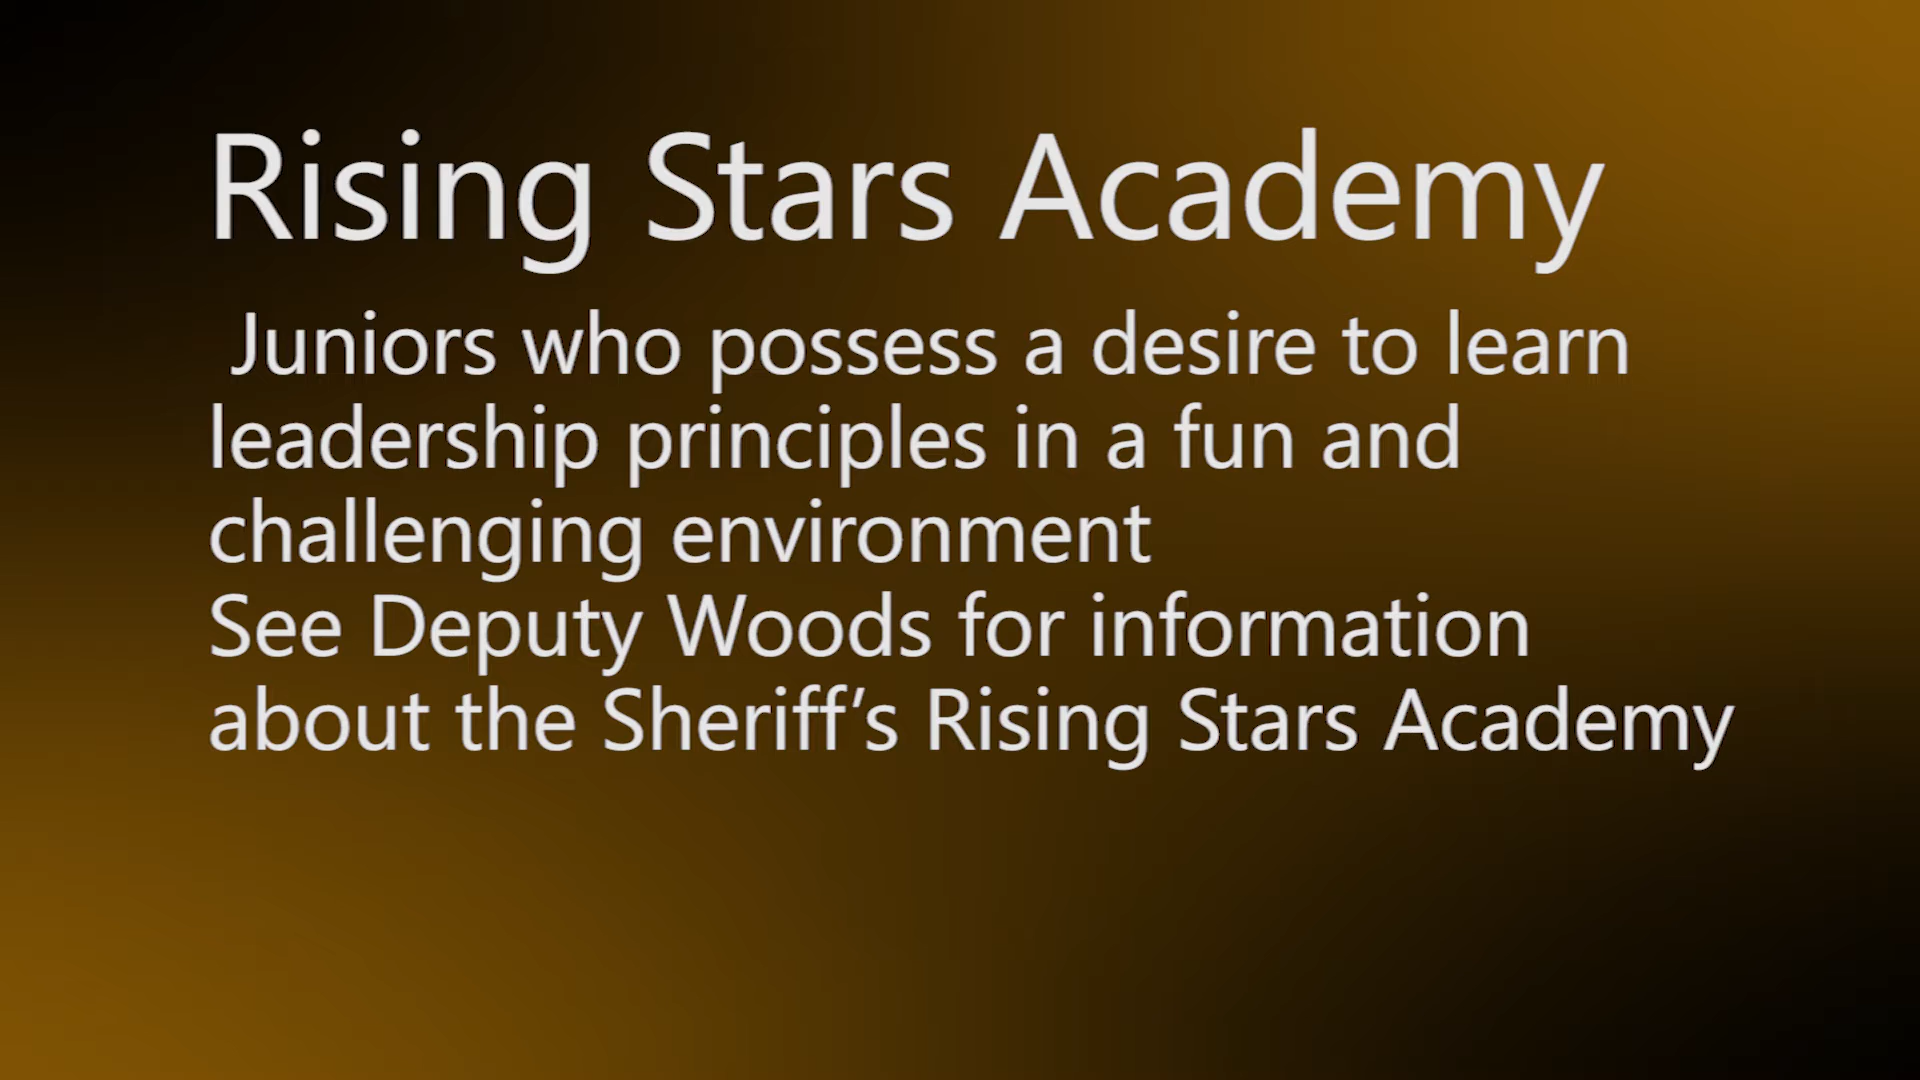 Rising Stars Academy
Juniors who possess a desire to learn
leadership principles in a fun and
challenging environment
See Deputy Woods for information
about the Sheriff’s Rising Stars Academy